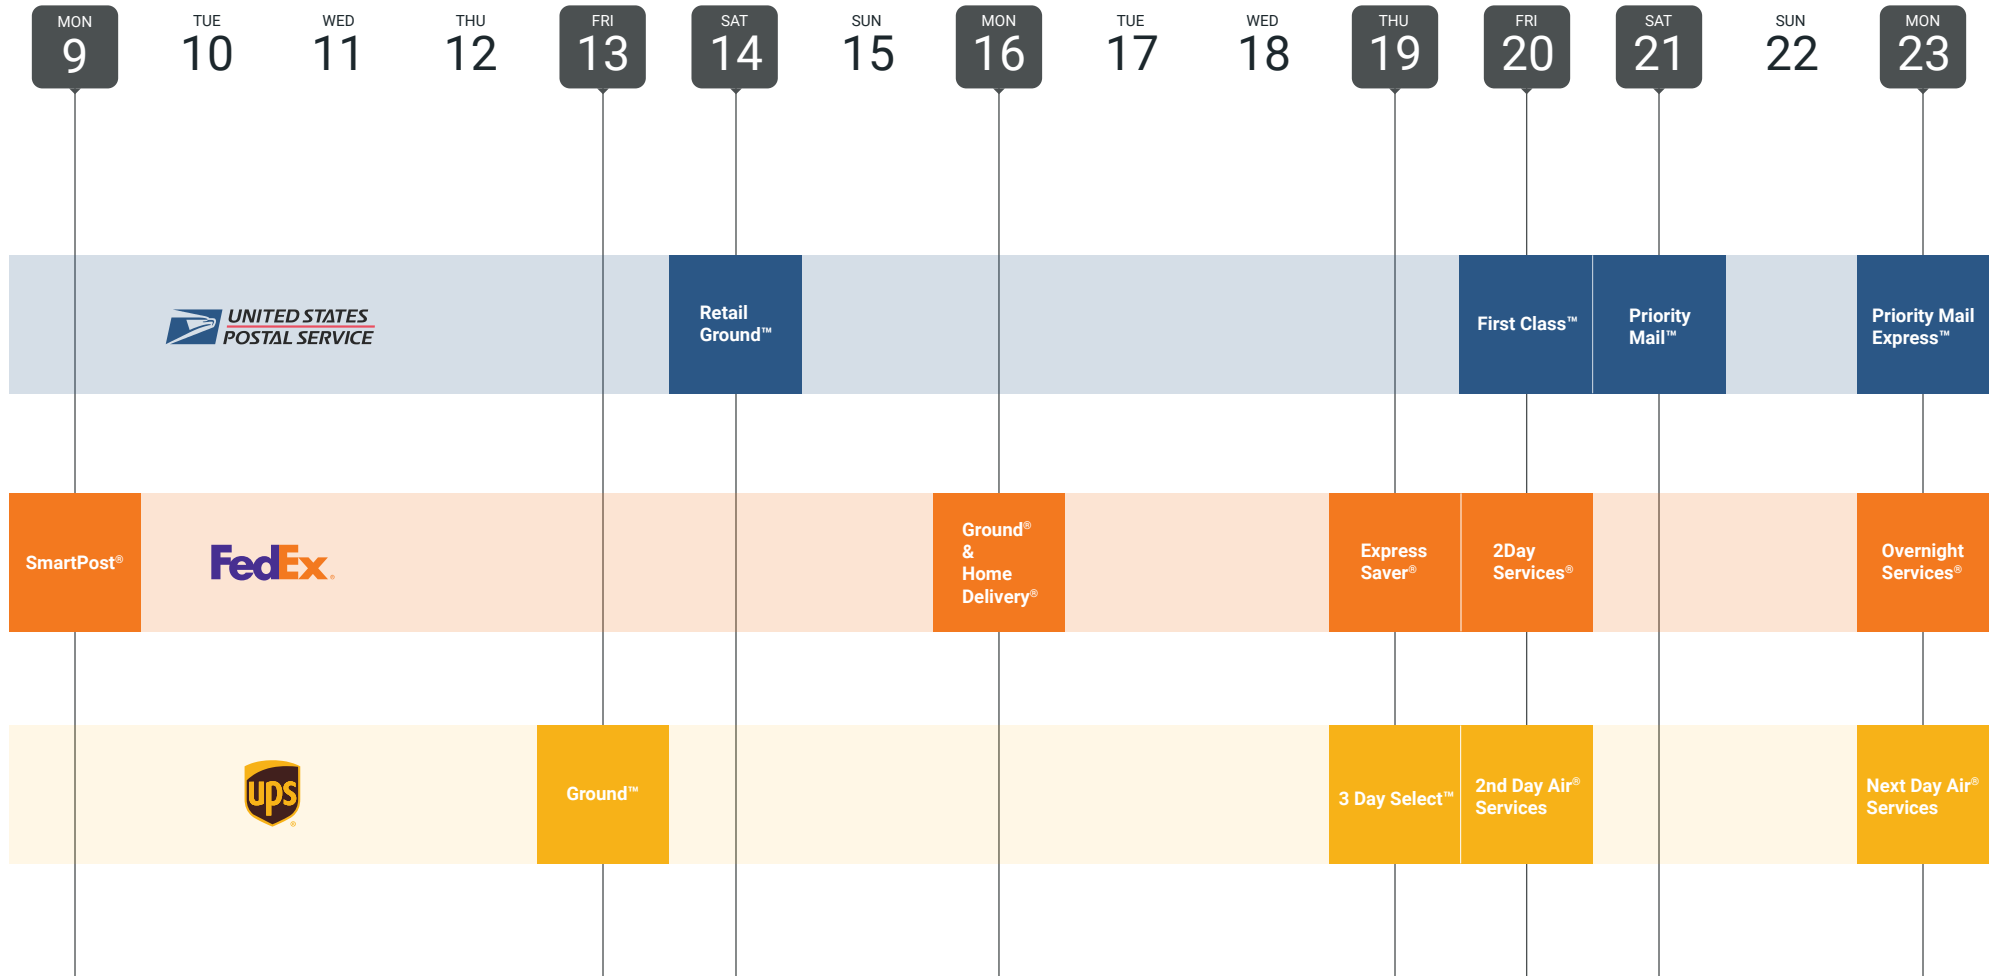 MON TUE WED THU FRI SAT SUN MON TUE WED THU FRI SAT SUN MON
9 10 11 12 13 14 15 16 17 18 19 20 21 22 23
UNITED STATES
POSTAL SERVICE
Retail
Ground™
First Class™
Priority
Mail™
Priority Mail
Express™
SmartPost®
FedEx®
Ground®
&
Home
Delivery®
Express
Saver®
2Day
Services®
Overnight
Services®
ups®
Ground™
3 Day Select™
2nd Day Air®
Services
Next Day Air®
Services